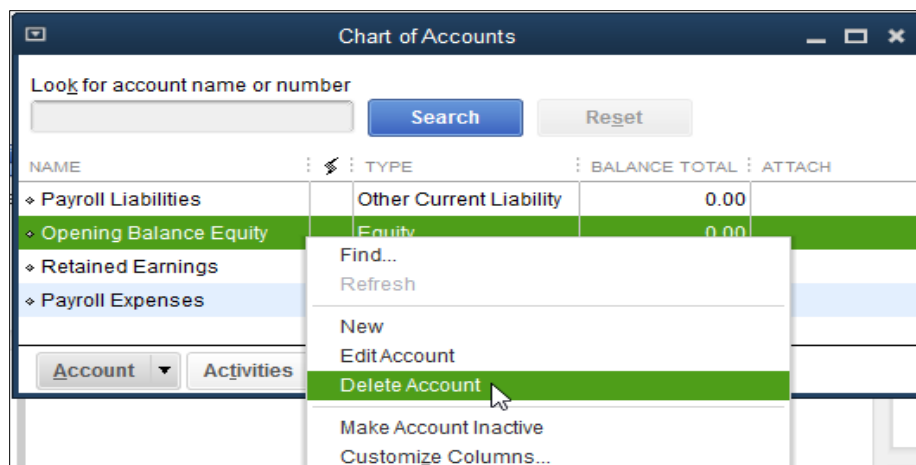 Chart of Accounts
Look for account name or number
Search Reset
NAME TYPE BALANCE TOTAL ATTACH
Payroll Liabilities Other Current Liability 0.00
Opening Balance Equity Equity 0.00
Retained Earnings
Payroll Expenses
Find...
Refresh
New
Edit Account
Delete Account
Make Account Inactive
Customize Columns...
Account Activities